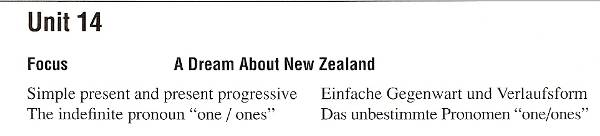 Unit 14
Focus A Dream About New Zealand
Simple present and present progressive Einfache Gegenwart und Verlaufsform
The indefinite pronoun “one / ones” Das unbestimmte Pronomen “one/ones”